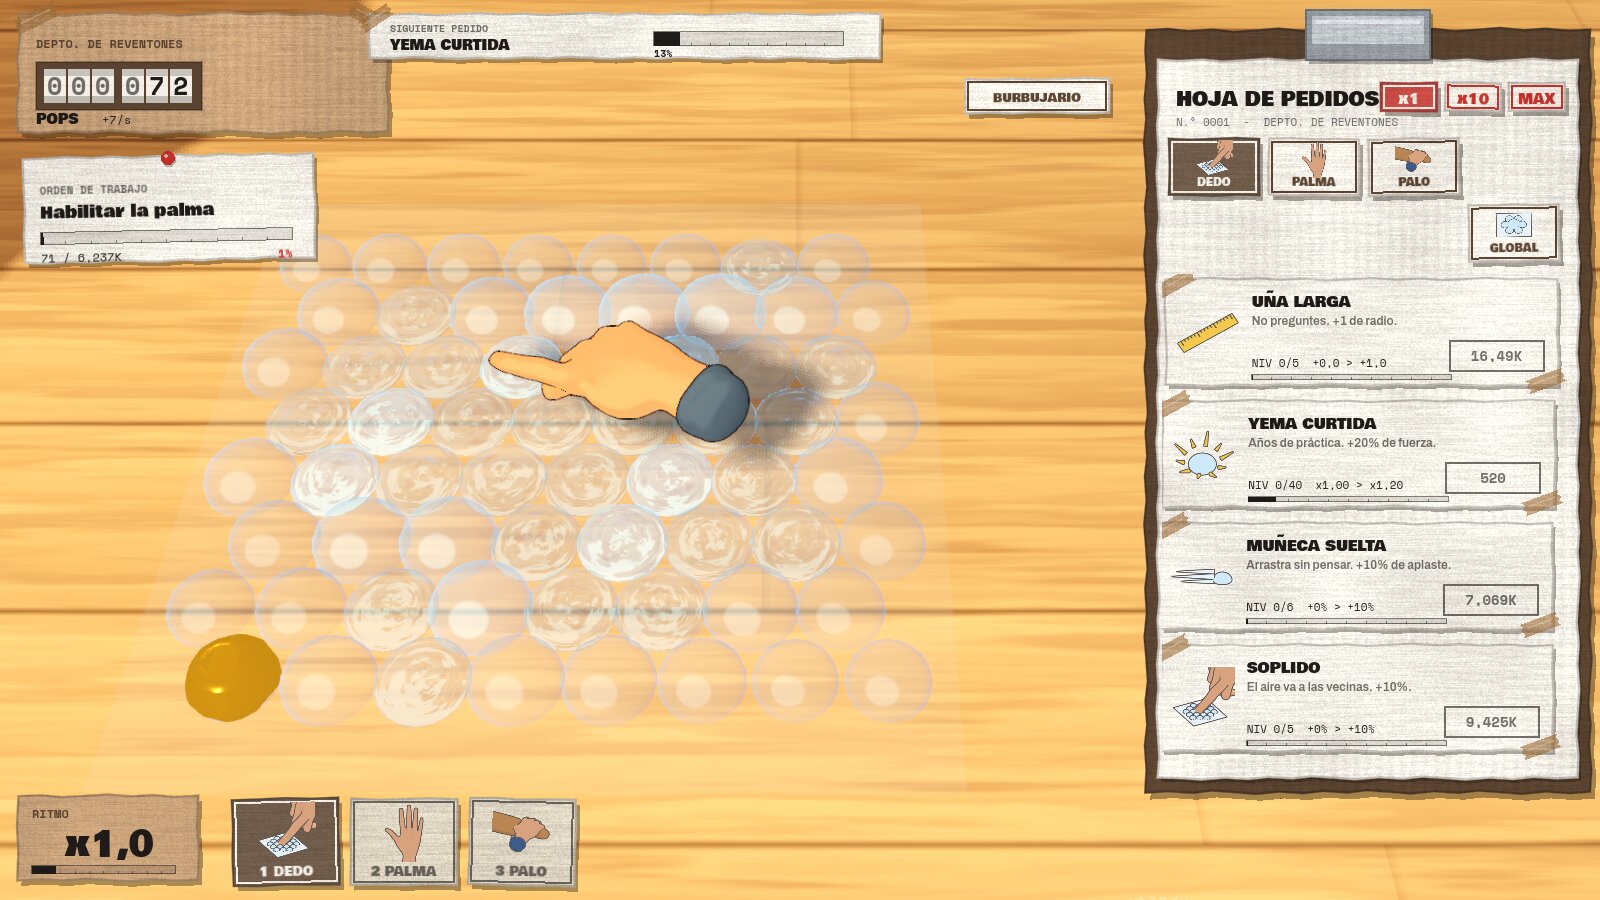 DEPTO. DE REVENTONES
000072
POPS +7/s
SIGUIENTE PEDIDO
YEMA CURTIDA
13%
BURBUJARIO
ORDEN DE TRABAJO
Habilitar la palma
71 / 6,237K
1%
HOJA DE PEDIDOS
x1
x10
MAX
N.° 0001 - DEPTO. DE REVENTONES
DEDO
PALMA
PALO
GLOBAL
UÑA LARGA
No preguntes. +1 de radio.
NIV 0/5 +0,0 > +1,0
16,49K
YEMA CURTIDA
Años de práctica. +20% de fuerza.
NIV 0/40 x1,00 > x1,20
520
MUÑECA SUELTA
Arrastra sin pensar. +10% de aplaste.
NIV 0/6 +0% > +10%
7,069K
SOPLIDO
El aire va a las vecinas. +10%.
NIV 0/5 +0% > +10%
9,425K
RITMO
x1,0
1 DEDO
2 PALMA
3 PALO